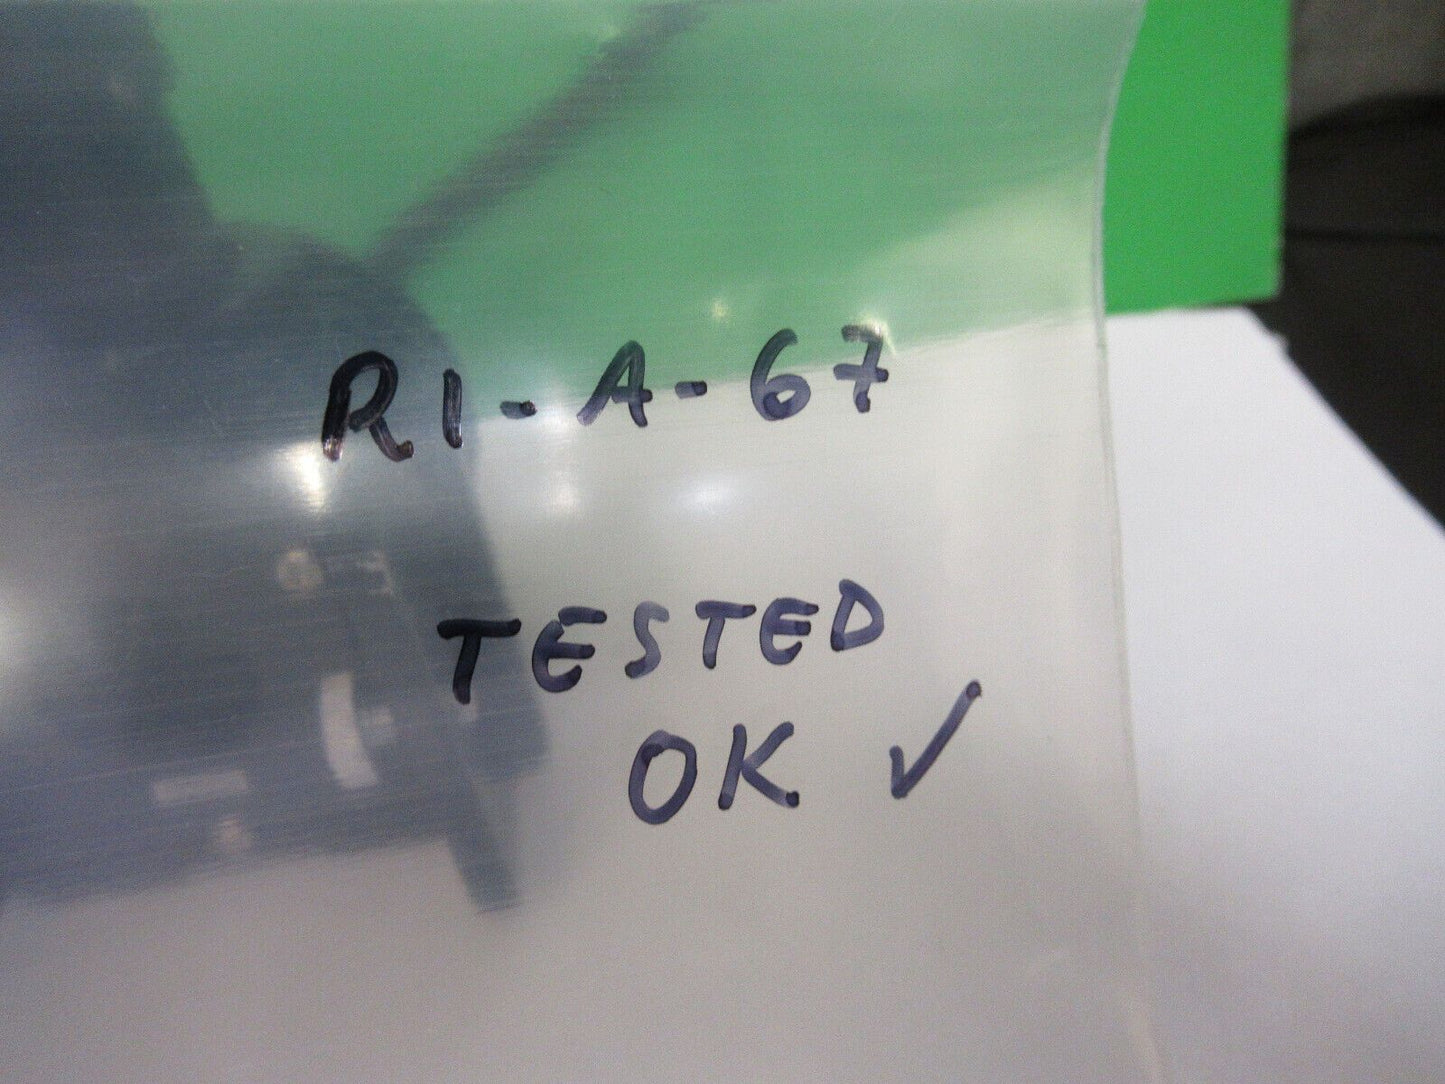 R1-A-67
TESTED
OK ✓